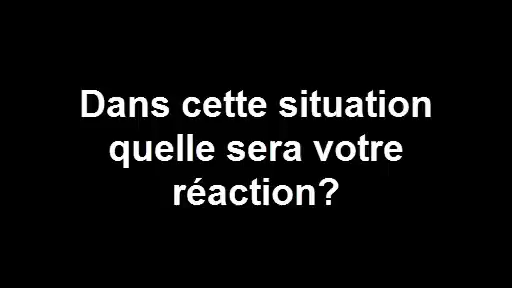 Dans cette situation
quelle sera votre
réaction?